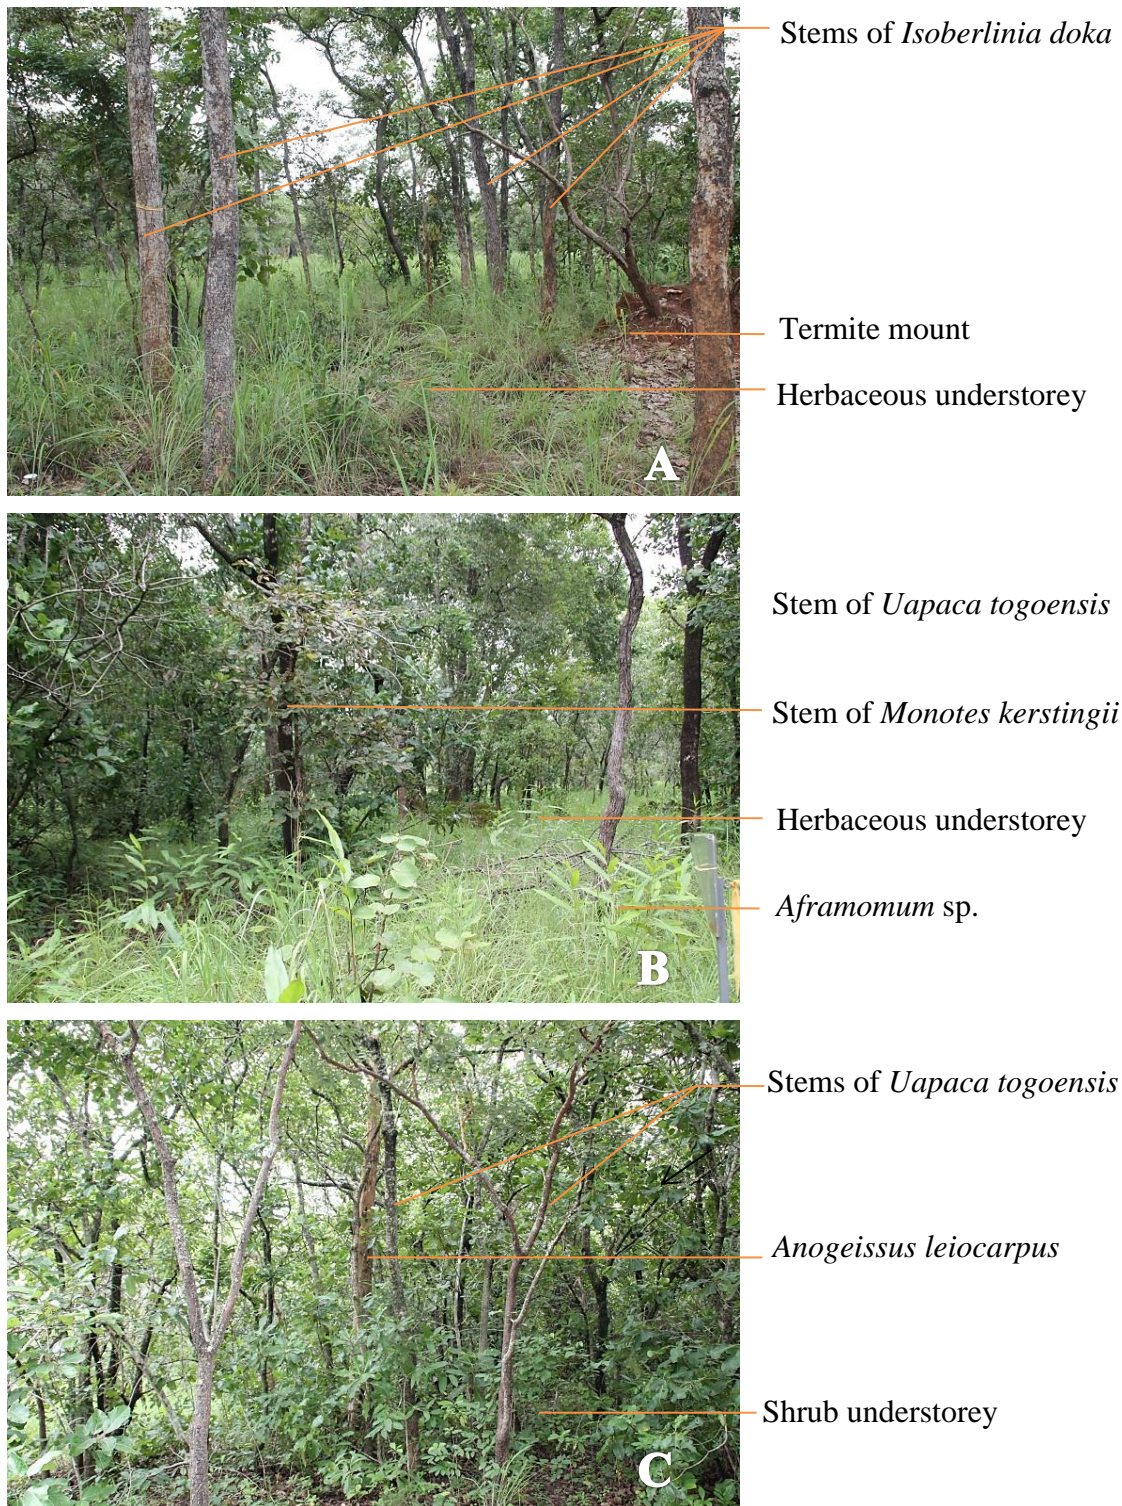 Stems of Isoberlinia doka
Termite mount
Herbaceous understorey
A
Stem of Uapaca togoensis
Stem of Monotes kerstingii
Herbaceous understorey
Aframomum sp.
B
Stems of Uapaca togoensis
Anogeissus leiocarpus
Shrub understorey
C